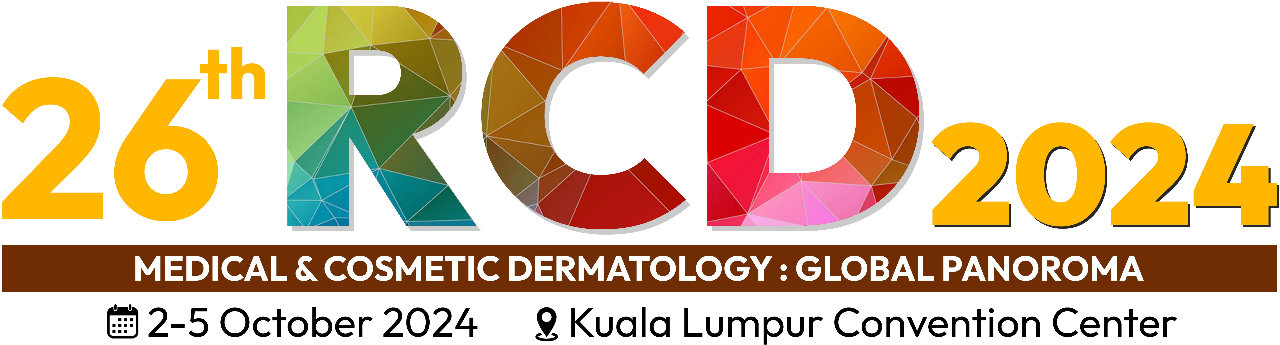 26th RCD 2024
MEDICAL & COSMETIC DERMATOLOGY : GLOBAL PANOROMA
2-5 October 2024 Kuala Lumpur Convention Center